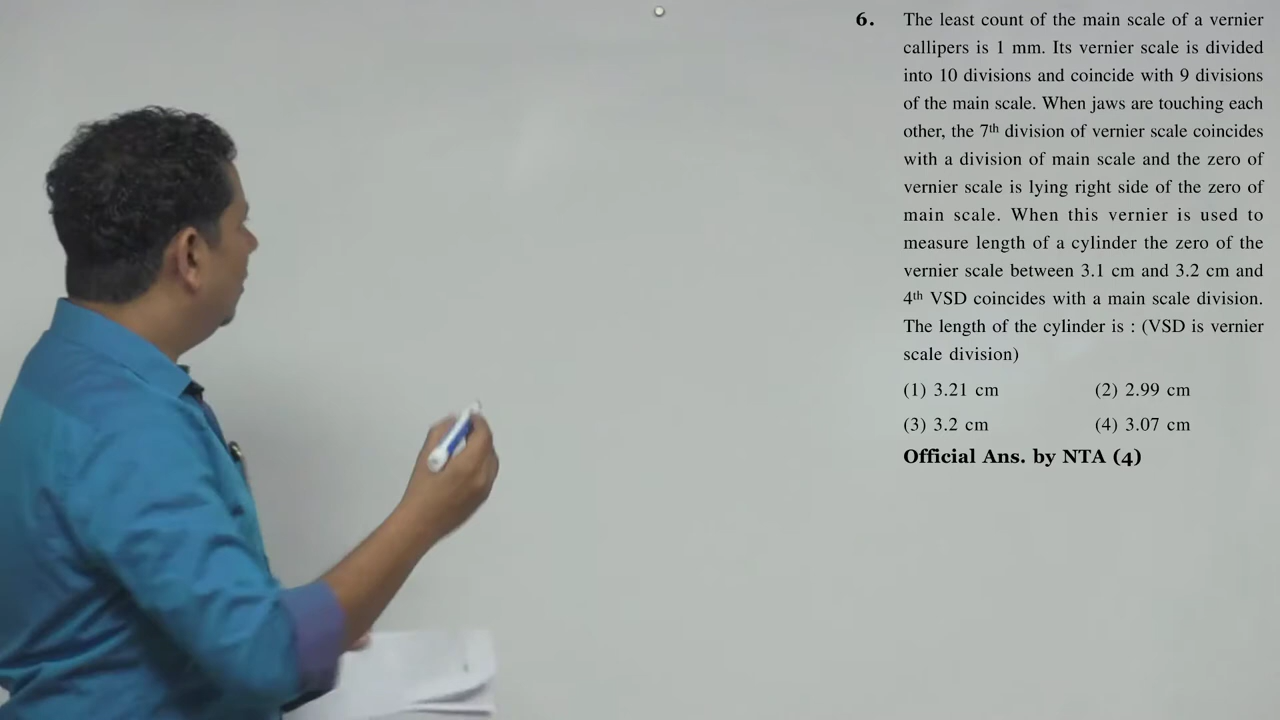 6. The least count of the main scale of a vernier
callipers is 1 mm. Its vernier scale is divided
into 10 divisions and coincide with 9 divisions
of the main scale. When jaws are touching each
other, the 7th division of vernier scale coincides
with a division of main scale and the zero of
vernier scale is lying right side of the zero of
main scale. When this vernier is used to
measure length of a cylinder the zero of the
vernier scale between 3.1 cm and 3.2 cm and
4th VSD coincides with a main scale division.
The length of the cylinder is : (VSD is vernier
scale division)
(1) 3.21 cm (2) 2.99 cm
(3) 3.2 cm (4) 3.07 cm
Official Ans. by NTA (4)